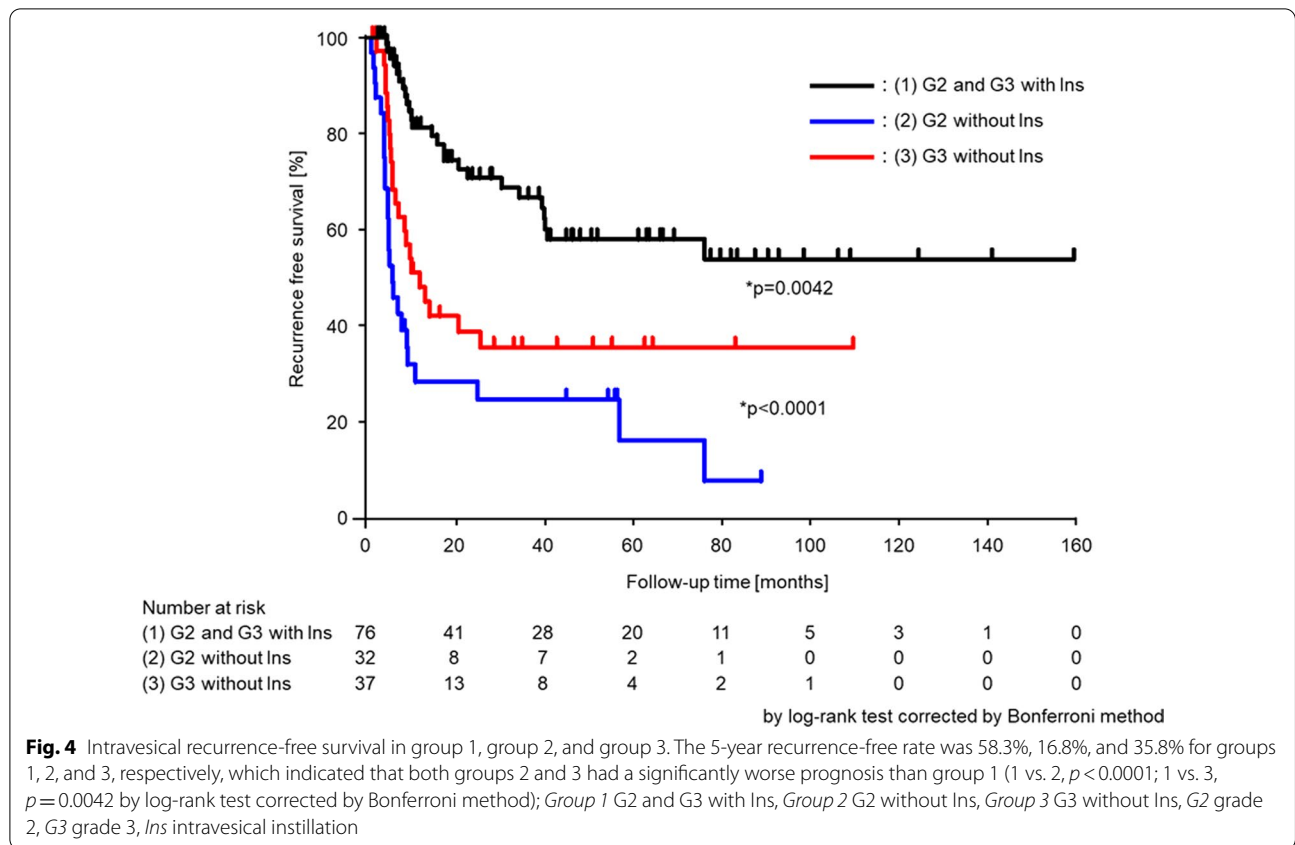 100
80
60
40
20
0
Recurrence free survival [%]
: (1) G2 and G3 with Ins
: (2) G2 without Ins
: (3) G3 without Ins
*p=0.0042
*p<0.0001
0 20 40 60 80 100 120 140 160
Follow-up time [months]
Number at risk
(1) G2 and G3 with Ins 76 41 28 20 11 5 3 1 0
(2) G2 without Ins 32 8 7 2 1 0 0 0 0
(3) G3 without Ins 37 13 8 4 2 1 0 0 0
by log-rank test corrected by Bonferroni method
Fig. 4 Intravesical recurrence-free survival in group 1, group 2, and group 3. The 5-year recurrence-free rate was 58.3%, 16.8%, and 35.8% for groups
1, 2, and 3, respectively, which indicated that both groups 2 and 3 had a significantly worse prognosis than group 1 (1 vs. 2, p < 0.0001; 1 vs. 3,
p = 0.0042 by log-rank test corrected by Bonferroni method); Group 1 G2 and G3 with Ins, Group 2 G2 without Ins, Group 3 G3 without Ins, G2 grade
2, G3 grade 3, Ins intravesical instillation